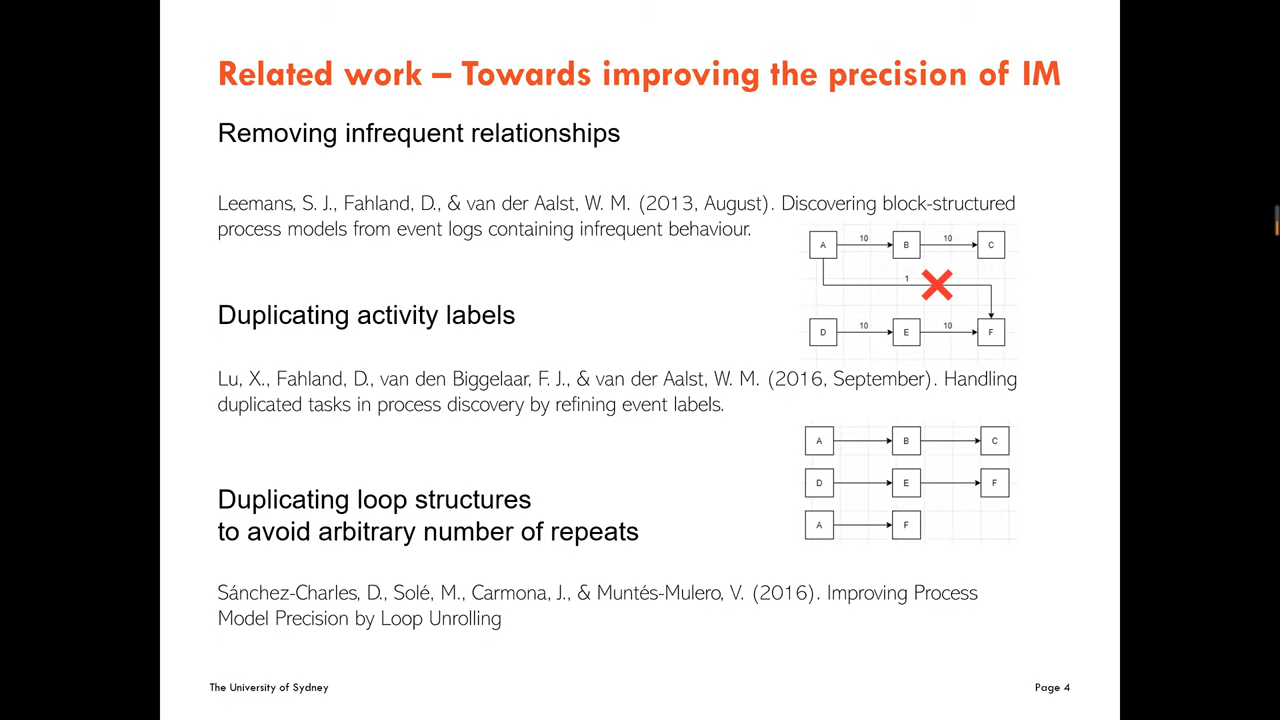 Related work – Towards improving the precision of IM
Removing infrequent relationships
Leemans, S. J., Fahland, D., & van der Aalst, W. M. (2013, August). Discovering block-structured
process models from event logs containing infrequent behaviour.
A 10 B 10 C
1
D 10 E 10 F
Duplicating activity labels
Lu, X., Fahland, D., van den Biggelaar, F. J., & van der Aalst, W. M. (2016, September). Handling
duplicated tasks in process discovery by refining event labels.
A B C
D E F
A F
Duplicating loop structures
to avoid arbitrary number of repeats
Sánchez-Charles, D., Solé, M., Carmona, J., & Muntés-Mulero, V. (2016). Improving Process
Model Precision by Loop Unrolling
The University of Sydney
Page 4